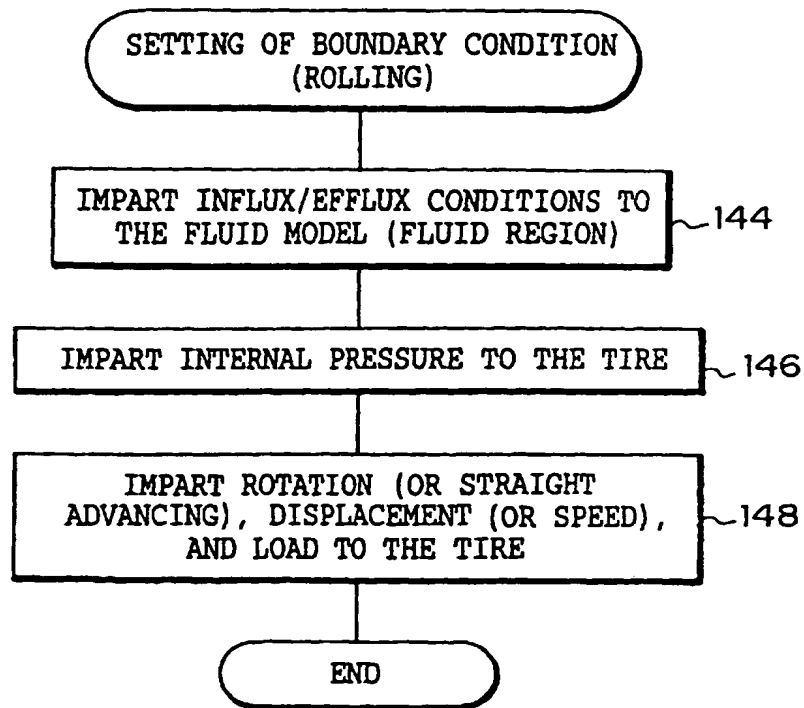 SETTING OF BOUNDARY CONDITION
(ROLLING)
IMPART INFLUX/EFFLUX CONDITIONS TO
THE FLUID MODEL (FLUID REGION)
144
IMPART INTERNAL PRESSURE TO THE TIRE
146
IMPART ROTATION (OR STRAIGHT
ADVANCING), DISPLACEMENT (OR SPEED),
AND LOAD TO THE TIRE
148
END